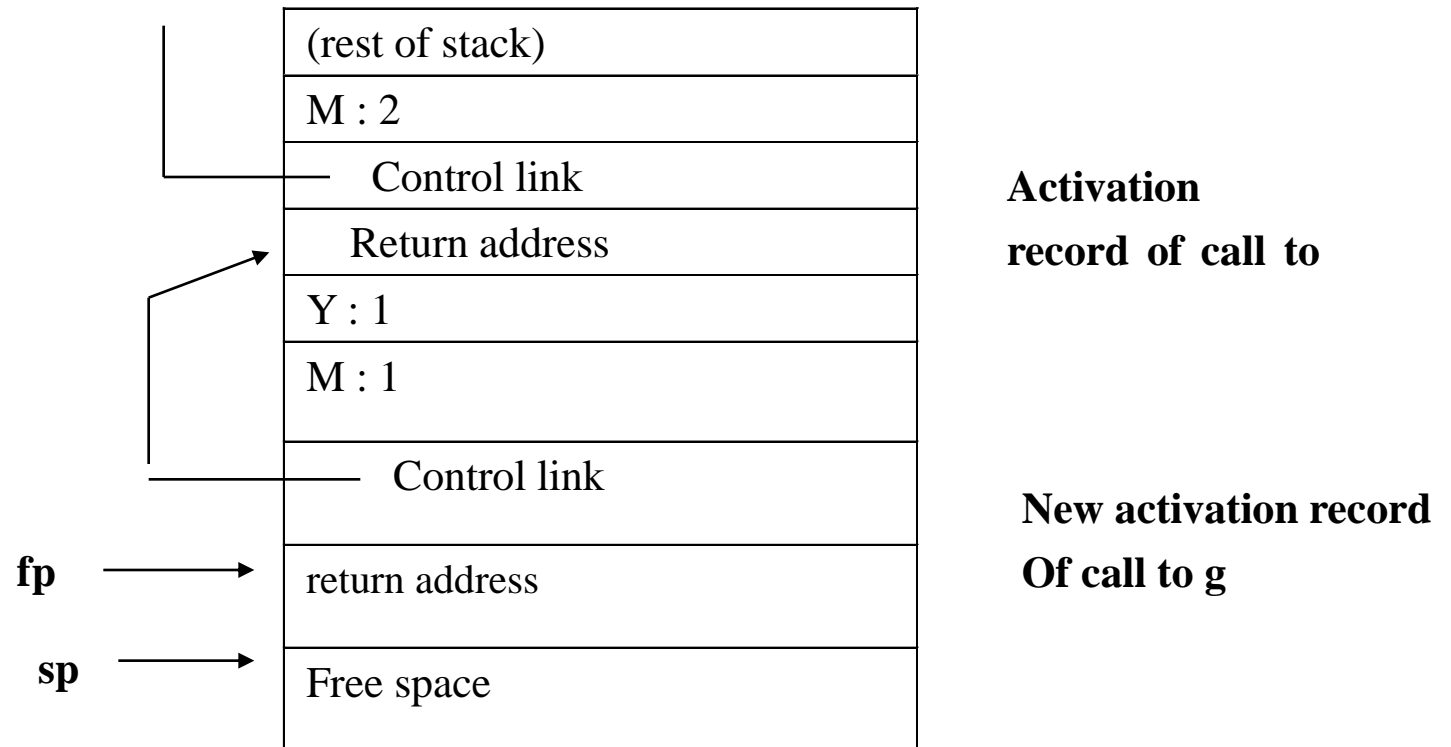 (rest of stack)
M : 2
Control link
Return address
Y : 1
M : 1
Control link
return address
Free space
fp
sp
Activation
record of call to
New activation record
Of call to g